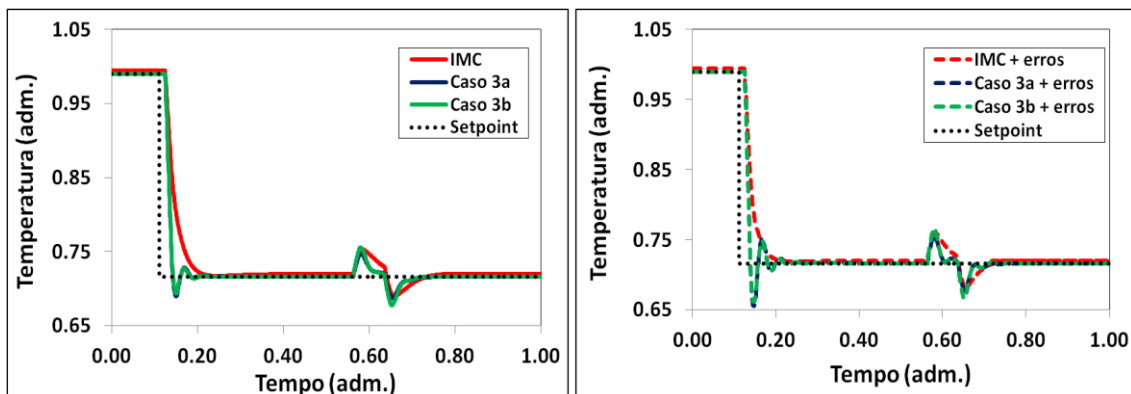 1.05
0.95
0.85
0.75
0.65
Temperatura (adm.)
IMC
Caso 3a
Caso 3b
Setpoint
0.00 0.20 0.40 0.60 0.80 1.00
Tempo (adm.)
1.05
0.95
0.85
0.75
0.65
Temperatura (adm.)
IMC + erros
Caso 3a + erros
Caso 3b + erros
Setpoint
0.00 0.20 0.40 0.60 0.80 1.00
Tempo (adm.)